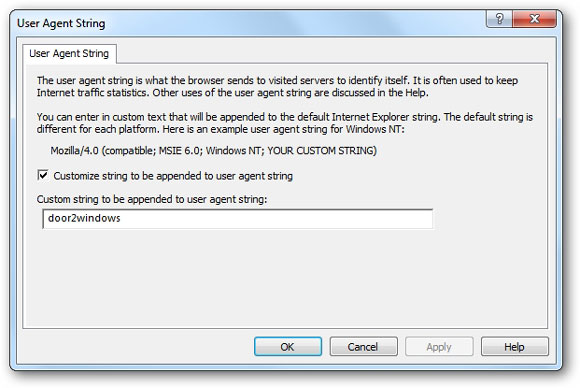 User Agent String
?
User Agent String
The user agent string is what the browser sends to visited servers to identify itself. It is often used to keep
Internet traffic statistics. Other uses of the user agent string are discussed in the Help.
You can enter in custom text that will be appended to the default Internet Explorer string. The default string is
different for each platform. Here is an example user agent string for Windows NT:
Mozilla/4.0 (compatible; MSIE 6.0; Windows NT; YOUR CUSTOM STRING)
Customize string to be appended to user agent string
Custom string to be appended to user agent string:
door2windows
OK Cancel Apply Help